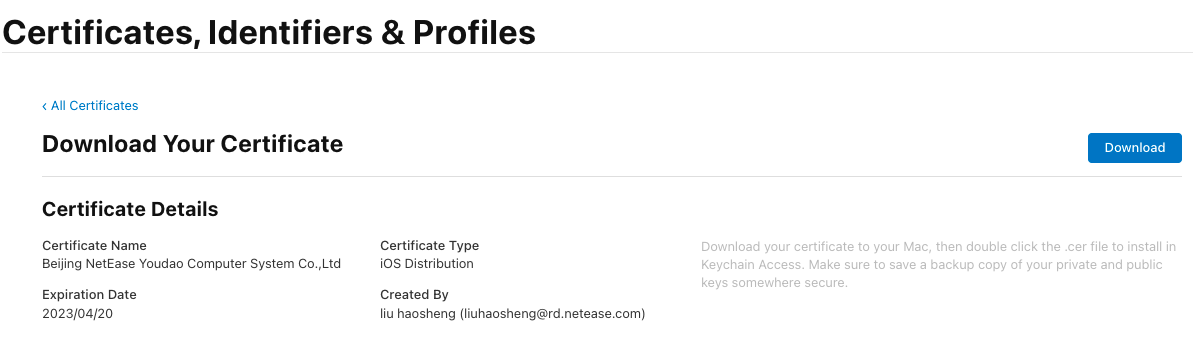 Certificates, Identifiers & Profiles
‹ All Certificates
Download Your Certificate
Download
Certificate Details
Certificate Name
Beijing NetEase Youdao Computer System Co.,Ltd
Certificate Type
iOS Distribution
Download your certificate to your Mac, then double click the .cer file to install in
Keychain Access. Make sure to save a backup copy of your private and public
keys somewhere secure.
Expiration Date
2023/04/20
Created By
liu haosheng (liuhaosheng@rd.netease.com)